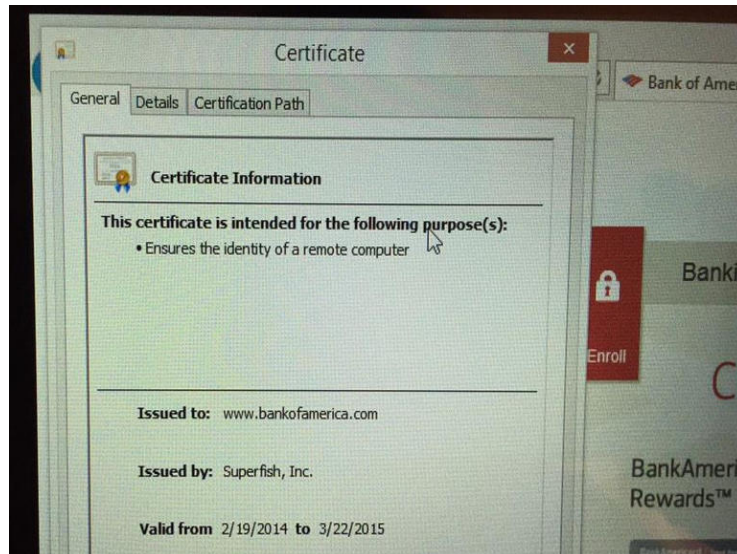 Certificate
Bank of Ame
General Details Certification Path
Certificate Information
This certificate is intended for the following purpose(s):
• Ensures the identity of a remote computer
Banki
Enroll
C
Issued to: www.bankofamerica.com
Issued by: Superfish, Inc.
BankAmeri
Rewards™
Valid from 2/19/2014 to 3/22/2015